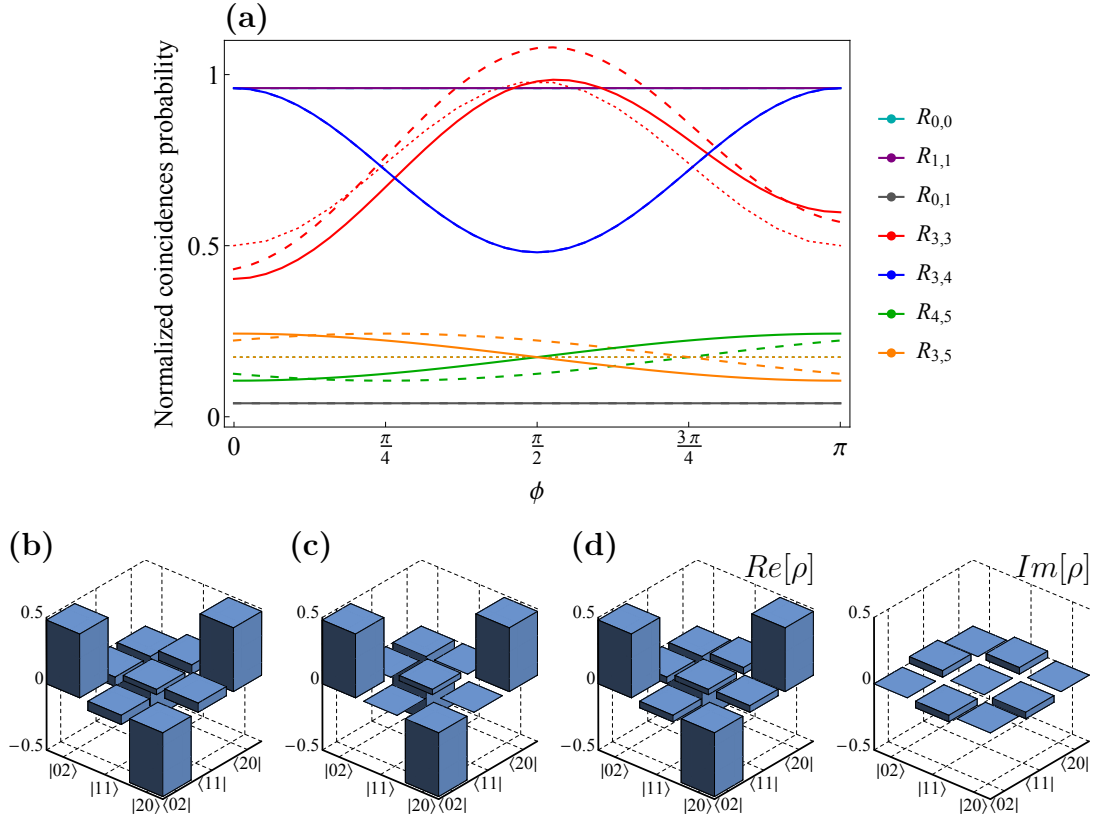 (a)
Normalized coincidences probability
1
0.5
0
0
π/4
π/2
3π/4
π
ϕ
R0,0
R1,1
R0,1
R3,3
R3,4
R4,5
R3,5
(b)
0.5
0
−0.5
|02⟩
|11⟩
|20⟩
⟨02|
⟨11|
⟨20|
(c)
0.5
0
−0.5
|02⟩
|11⟩
|20⟩
⟨02|
⟨11|
⟨20|
(d)
Re[ρ]
0.5
0
−0.5
|02⟩
|11⟩
|20⟩
⟨02|
⟨11|
⟨20|
Im[ρ]
0.5
0
−0.5
|02⟩
|11⟩
|20⟩
⟨02|
⟨11|
⟨20|